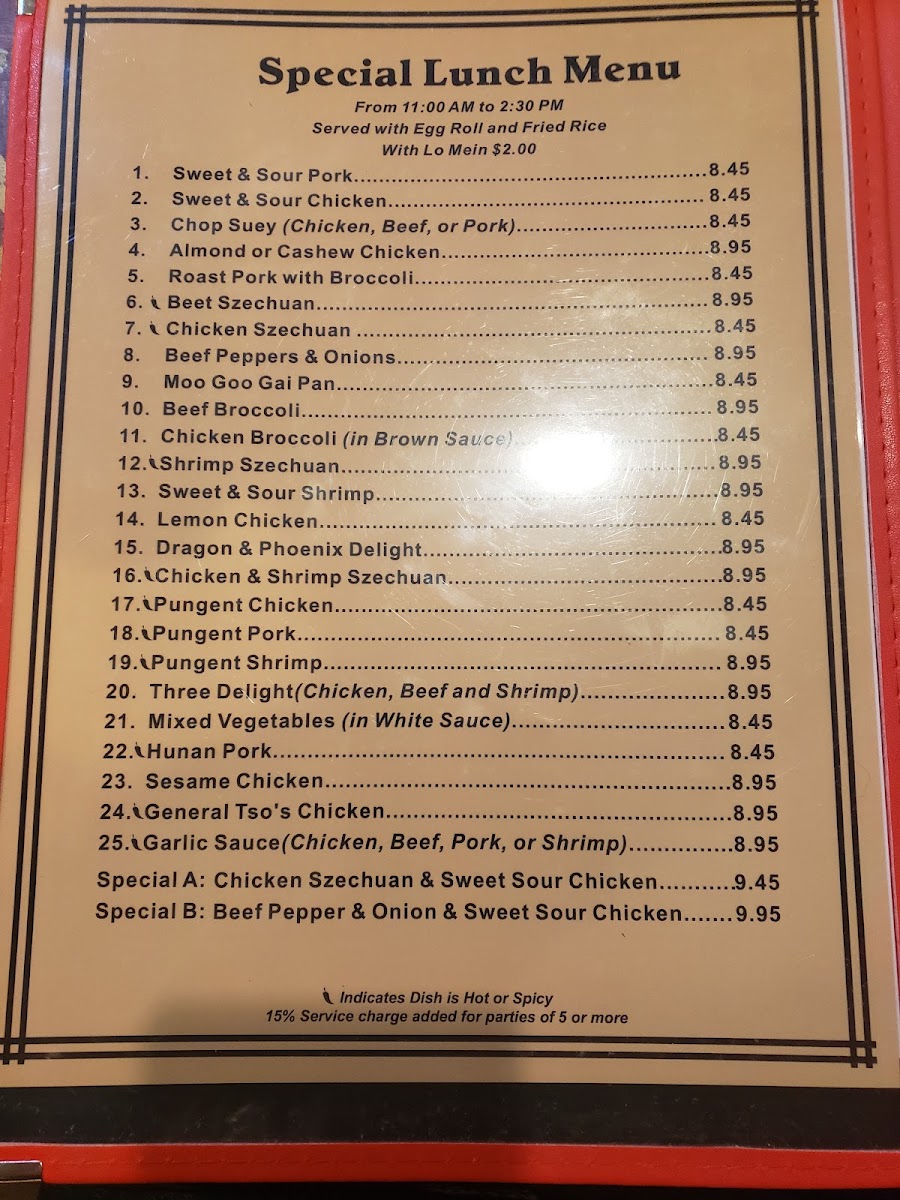 Special Lunch Menu
From 11:00 AM to 2:30 PM
Served with Egg Roll and Fried Rice
With Lo Mein $2.00
1. Sweet & Sour Pork 8.45
2. Sweet & Sour Chicken 8.45
3. Chop Suey (Chicken, Beef, or Pork) 8.45
4. Almond or Cashew Chicken 8.95
5. Roast Pork with Broccoli 8.45
6. Beet Szechuan 8.95
7. Chicken Szechuan 8.45
8. Beef Peppers & Onions 8.95
9. Moo Goo Gai Pan 8.45
10. Beef Broccoli 8.95
11. Chicken Broccoli (in Brown Sauce) 8.45
12. Shrimp Szechuan 8.95
13. Sweet & Sour Shrimp 8.95
14. Lemon Chicken 8.45
15. Dragon & Phoenix Delight 8.95
16. Chicken & Shrimp Szechuan 8.95
17. Pungent Chicken 8.45
18. Pungent Pork 8.45
19. Pungent Shrimp 8.95
20. Three Delight(Chicken, Beef and Shrimp) 8.95
21. Mixed Vegetables (in White Sauce) 8.45
22. Hunan Pork 8.45
23. Sesame Chicken 8.95
24. General Tso's Chicken 8.95
25. Garlic Sauce(Chicken, Beef, Pork, or Shrimp) 8.95
Special A: Chicken Szechuan & Sweet Sour Chicken 9.45
Special B: Beef Pepper & Onion & Sweet Sour Chicken 9.95
Indicates Dish is Hot or Spicy
15% Service charge added for parties of 5 or more